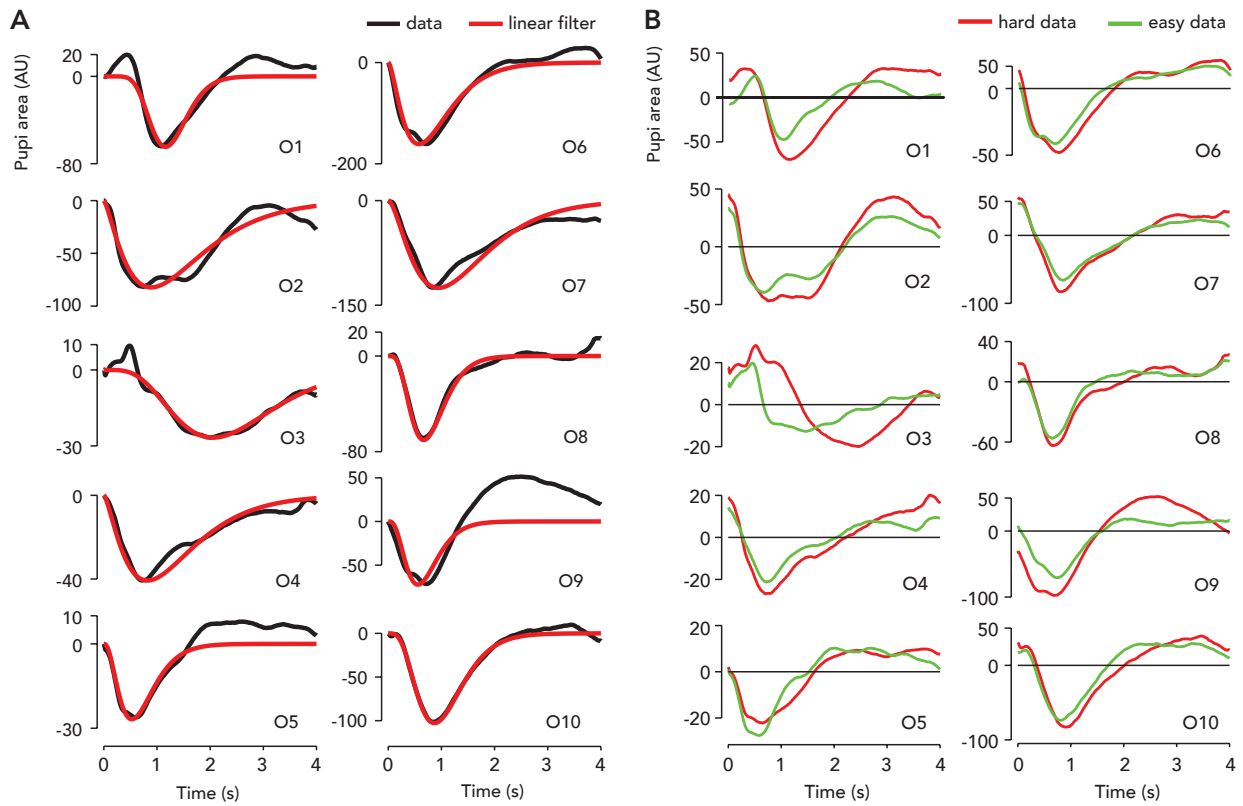 A
data
linear filter
Pupi area (AU)
20
0
-80
O1
0
-200
O6
0
-50
-100
O2
0
-150
O7
10
0
-30
O3
20
0
-80
O8
0
-40
O4
50
0
-50
O9
10
0
-30
O5
0
-100
O10
0 1 2 3 4
0 1 2 3 4
Time (s)
Time (s)
B
hard data
easy data
Pupi area (AU)
50
0
-50
O1
50
0
-50
O6
50
0
-50
O2
50
0
-100
O7
40
20
0
-20
O3
40
0
-60
O8
20
0
-20
O4
50
0
-100
O9
20
0
-20
O5
50
0
-100
O10
0 1 2 3 4
0 1 2 3 4
Time (s)
Time (s)